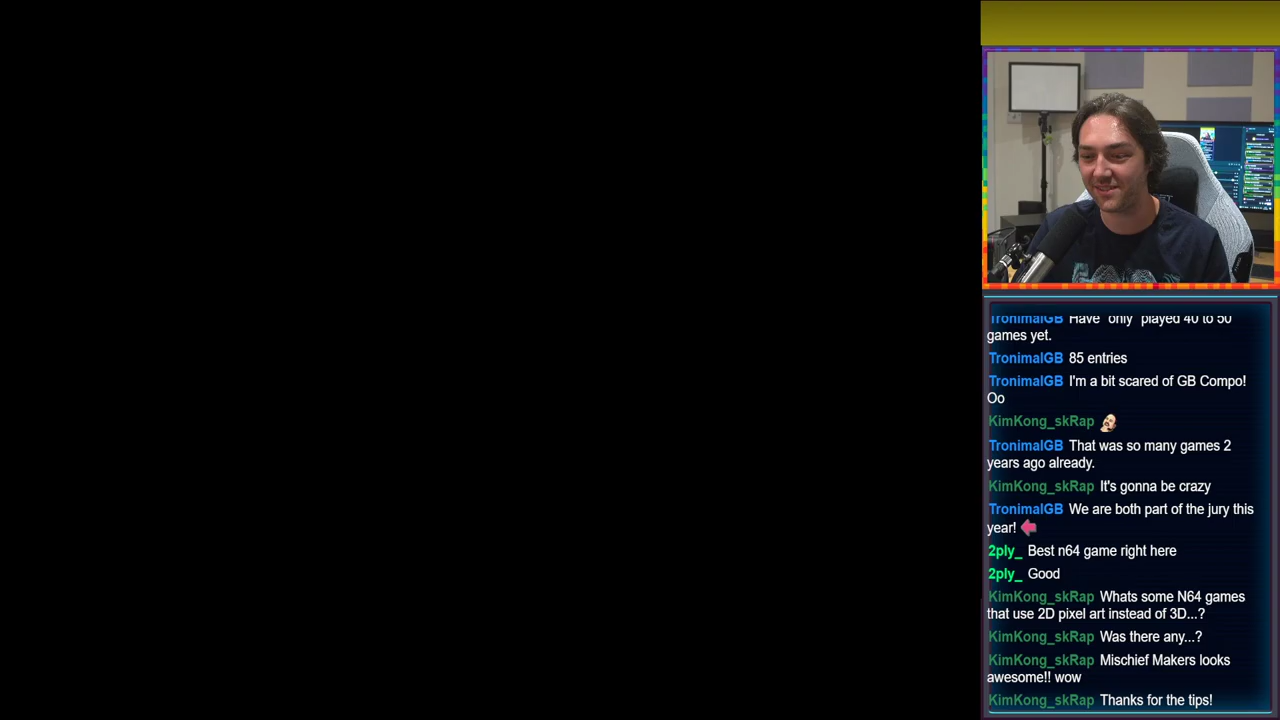 TronimalGB Have "only" played 40 to 50
games yet.
TronimalGB 85 entries
TronimalGB I'm a bit scared of GB Compo!
Oo
KimKong_skRap
TronimalGB That was so many games 2
years ago already.
KimKong_skRap It's gonna be crazy
TronimalGB We are both part of the jury this
year!
2ply_ Best n64 game right here
2ply_ Good
KimKong_skRap Whats some N64 games
that use 2D pixel art instead of 3D...?
KimKong_skRap Was there any...?
KimKong_skRap Mischief Makers looks
awesome!! wow
KimKong_skRap Thanks for the tips!